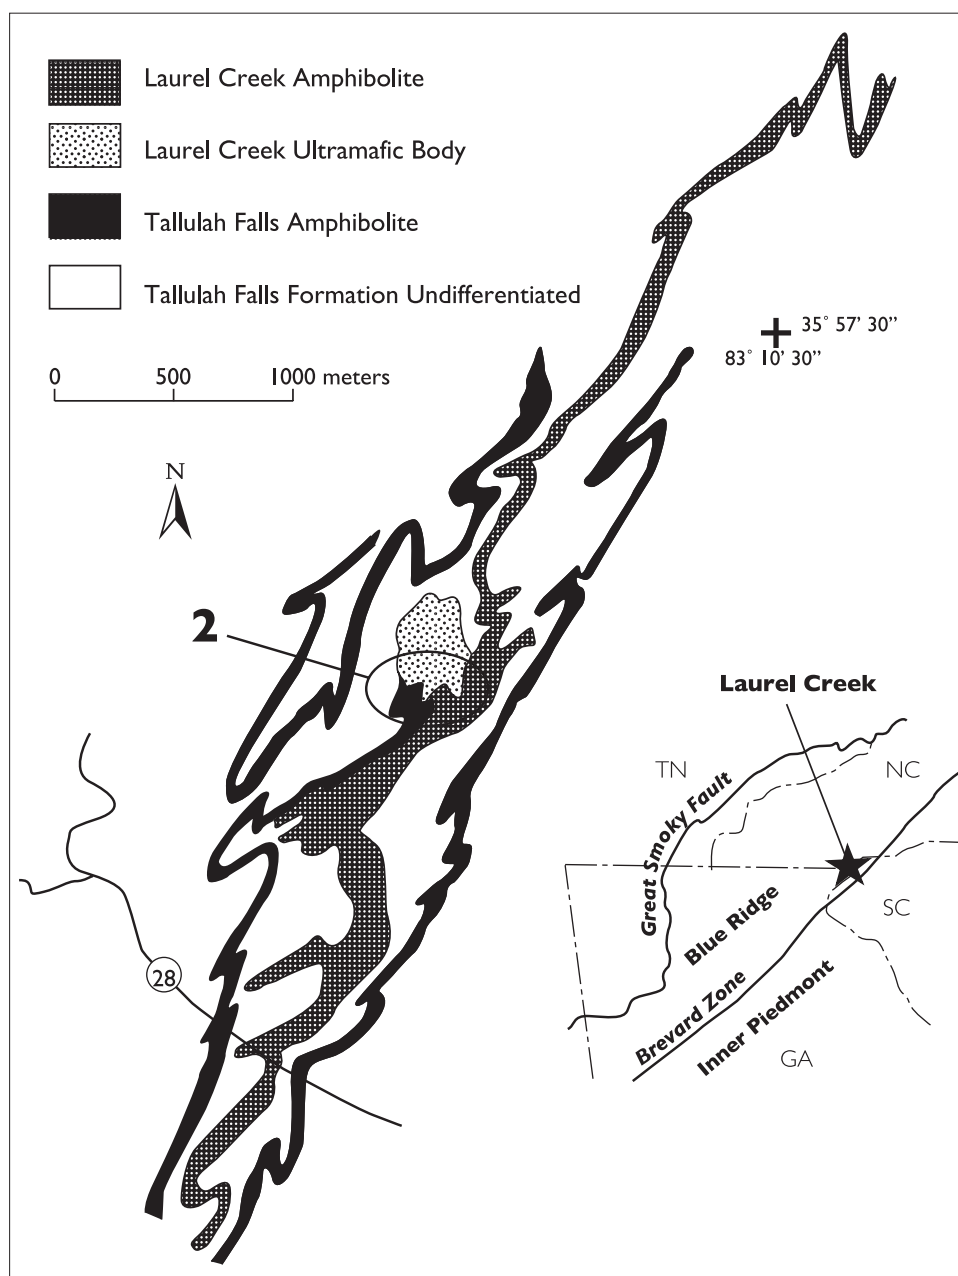 Laurel Creek Amphibolite
Laurel Creek Ultramafic Body
Tallulah Falls Amphibolite
Tallulah Falls Formation Undifferentiated
0 500 1000 meters
35° 57’ 30”
83° 10’ 30”
N
2
Laurel Creek
TN
NC
Great Smoky Fault
SC
Blue Ridge
Brevard Zone
Inner Piedmont
GA
28